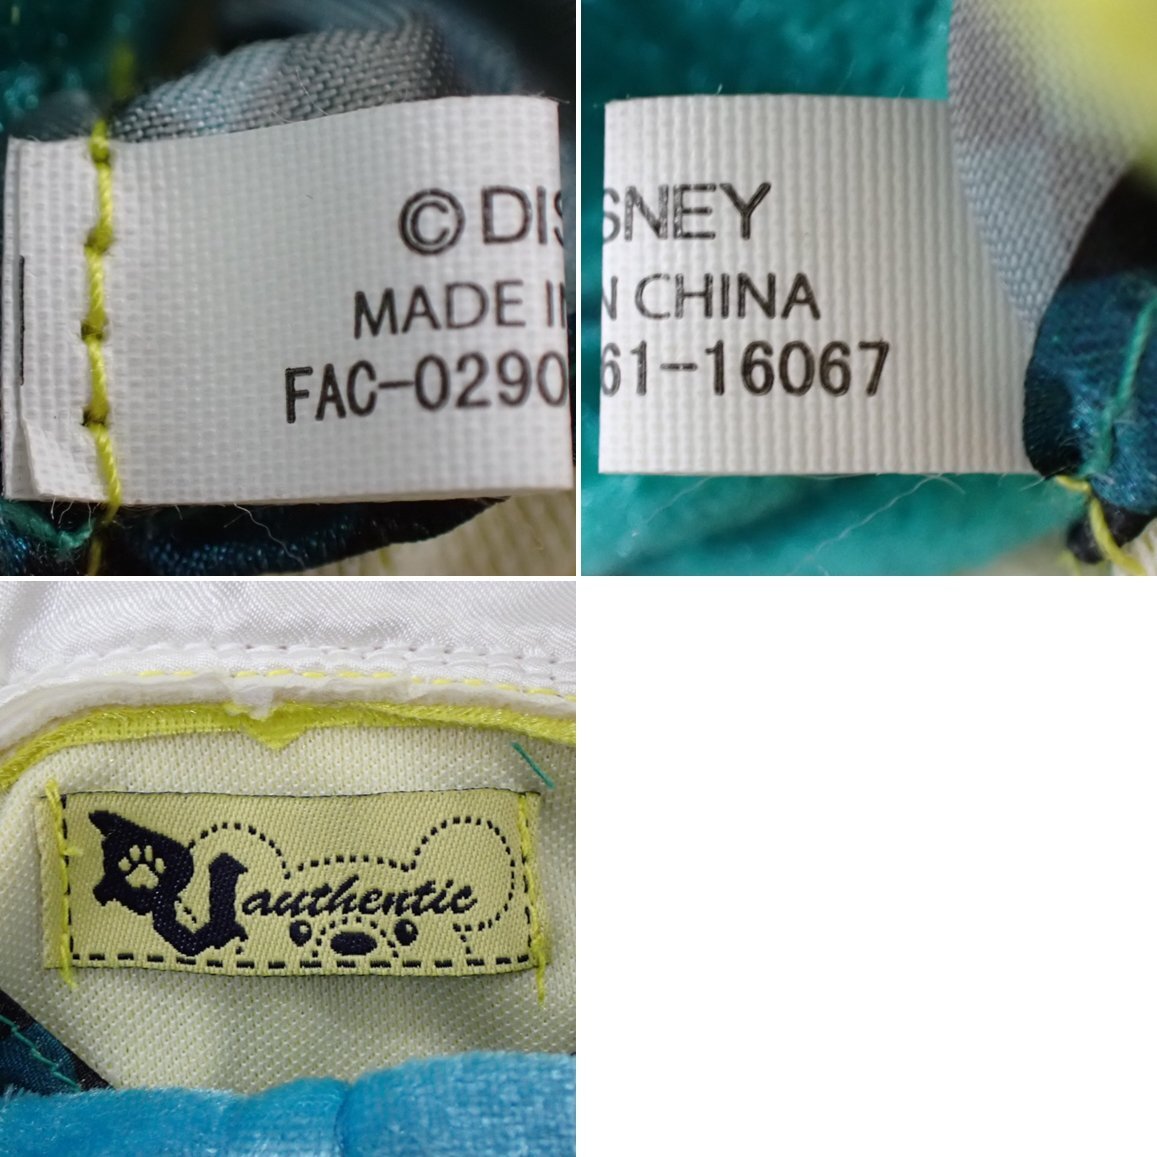 © DIS
MADE IN
FAC-0290
SNEY
N CHINA
61-16067
authentic